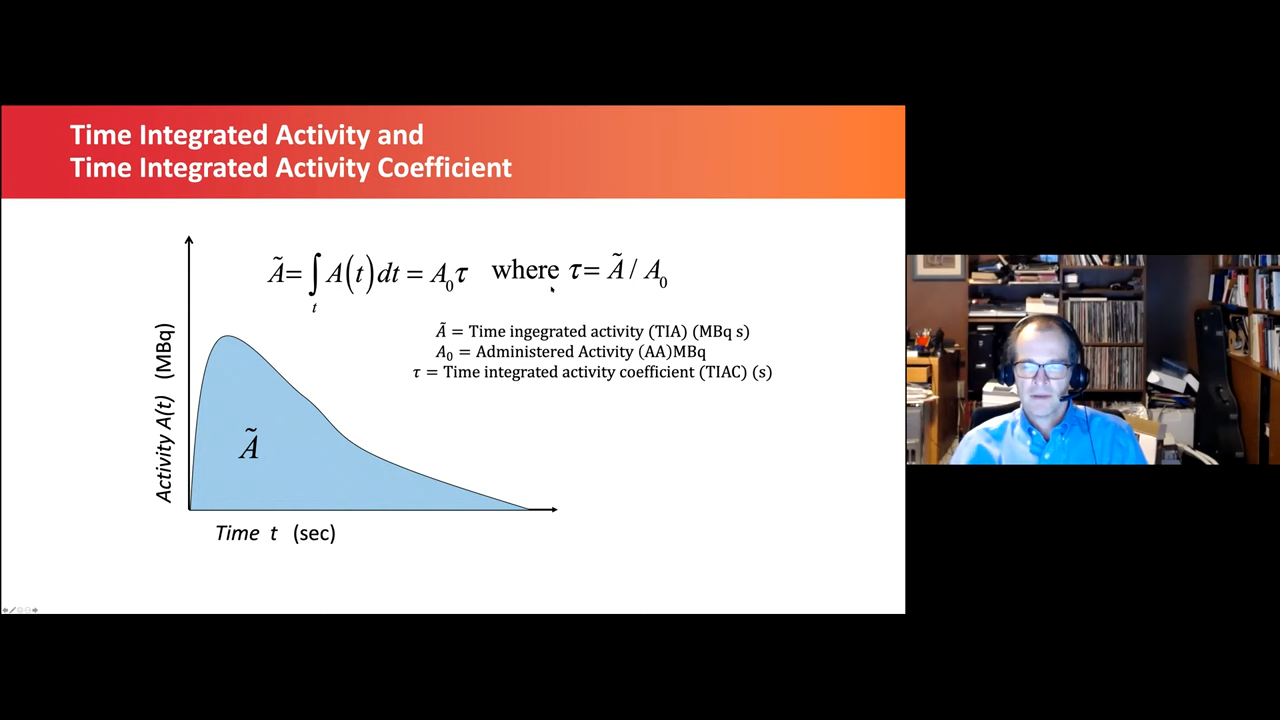 Time Integrated Activity and
Time Integrated Activity Coefficient
Ã= ∫ₜ A(t)dt = A₀τ where τ= Ã / A₀
Ã = Time ingegrated activity (TIA) (MBq s)
A₀ = Administered Activity (AA)MBq
τ = Time integrated activity coefficient (TIAC) (s)
Activity A(t) (MBq)
Ã
Time t (sec)